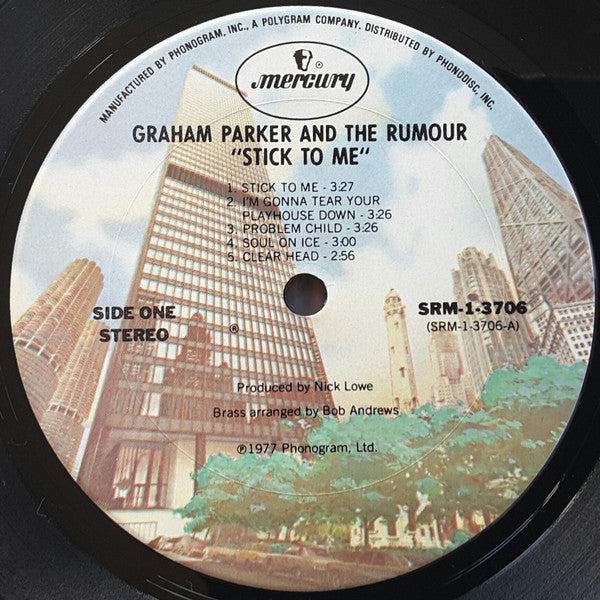 MANUFACTURED BY PHONOGRAM, INC., A POLYGRAM COMPANY. DISTRIBUTED BY PHONODISC, INC.
mercury
®
GRAHAM PARKER AND THE RUMOUR
"STICK TO ME"
1. STICK TO ME - 3:27
2. I'M GONNA TEAR YOUR
PLAYHOUSE DOWN - 3:26
3. PROBLEM CHILD - 3:26
4. SOUL ON ICE - 3:00
5. CLEAR HEAD - 2:56
SIDE ONE
STEREO
®
SRM-1-3706
(SRM-1-3706-A)
Produced by Nick Lowe
Brass arranged by Bob Andrews
℗1977 Phonogram, Ltd.